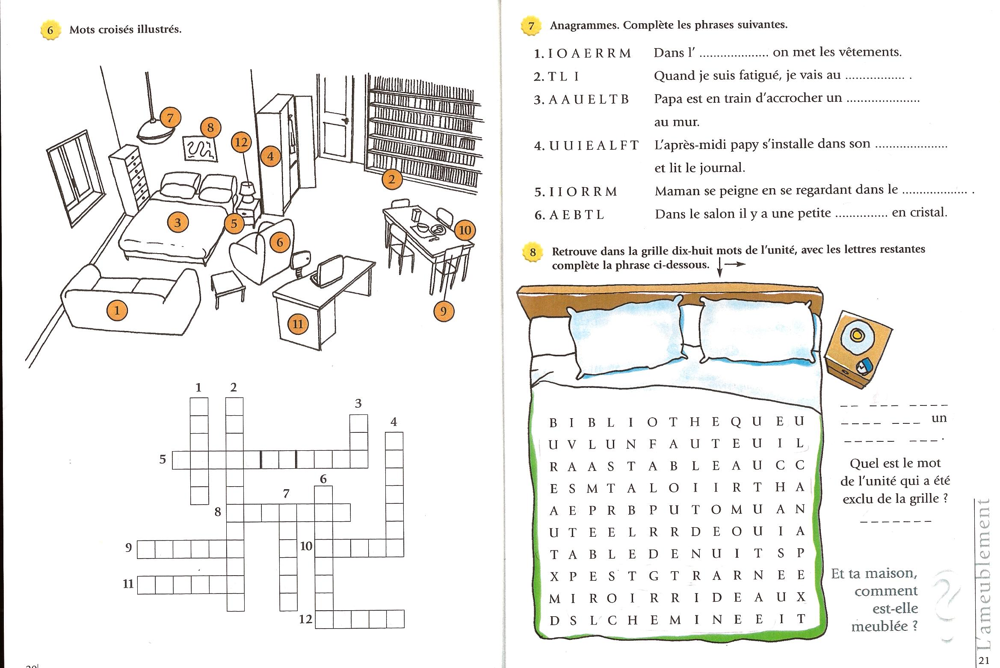 6 Mots croisés illustrés.
7
8
12
4
2
3
5
6
10
1
11
9
1 2
3
4
5
6
7
8
9
10
11
12
7 Anagrammes. Complète les phrases suivantes.
1. I O A E R R M Dans l' .................... on met les vêtements.
2. T L I Quand je suis fatigué, je vais au ................. .
3. A A U E L T B Papa est en train d'accrocher un .....................
au mur.
4. U U I E A L F T L'après-midi papy s'installe dans son .....................
et lit le journal.
5. I I O R R M Maman se peigne en se regardant dans le ................... .
6. A E B T L Dans le salon il y a une petite ............... en cristal.
8 Retrouve dans la grille dix-huit mots de l'unité, avec les lettres restantes
complète la phrase ci-dessous.
B I B L I O T H E Q U E U
U V L U N F A U T E U I L
R A A S T A B L E A U C C
E S M T A L O I I R T H A
A E P R B P U T O M U A N
U T E E L R R D E O U I A
T A B L E D E N U I T S P
X P E S T G T R A R N E E
M I R O I R R I D E A U X
D S L C H E M I N E E I T
_ _ _ _ _ _ _ _ _
_ _ _ _ _ _ _ un
_ _ _ _ _ _ _ _ .
Quel est le mot
de l'unité qui a été
exclu de la grille ?
_ _ _ _ _ _ _
Et ta maison,
comment
est-elle
meublée ?
L'ameublement
21